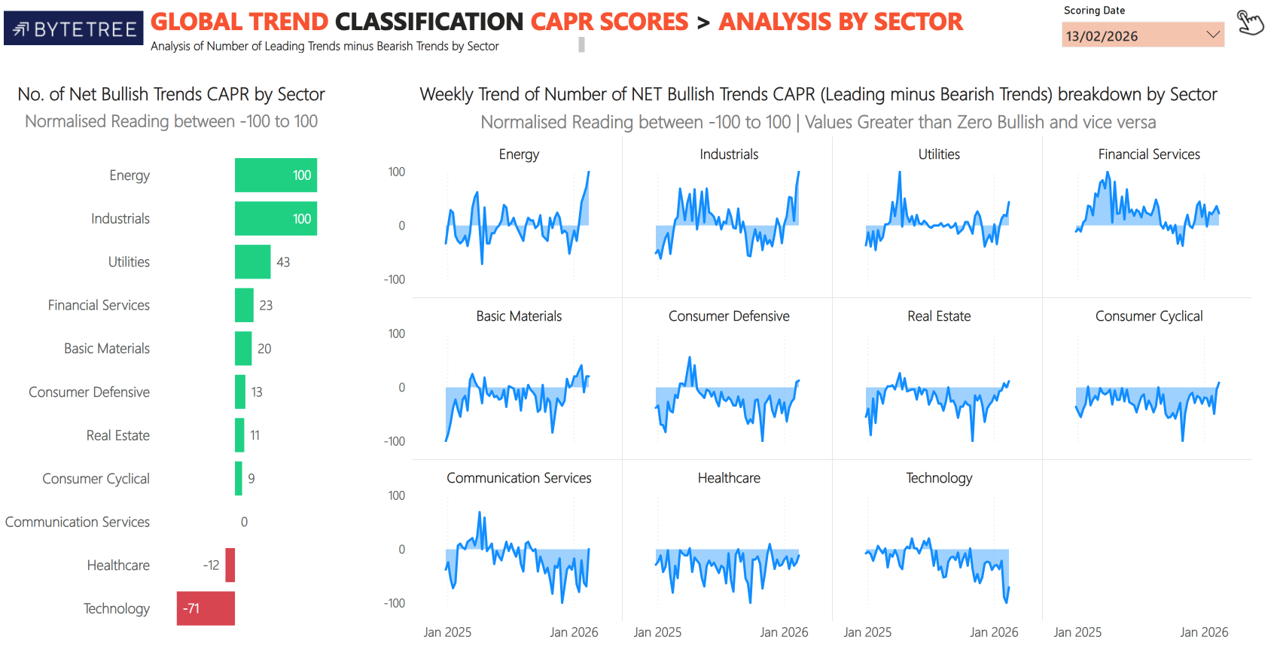 BYTETREE
GLOBAL TREND CLASSIFICATION CAPR SCORES > ANALYSIS BY SECTOR
Analysis of Number of Leading Trends minus Bearish Trends by Sector
Scoring Date
13/02/2026
No. of Net Bullish Trends CAPR by Sector
Normalised Reading between -100 to 100
Energy 100
Industrials 100
Utilities 43
Financial Services 23
Basic Materials 20
Consumer Defensive 13
Real Estate 11
Consumer Cyclical 9
Communication Services 0
Healthcare -12
Technology -71
Weekly Trend of Number of NET Bullish Trends CAPR (Leading minus Bearish Trends) breakdown by Sector
Normalised Reading between -100 to 100 | Values Greater than Zero Bullish and vice versa
Energy Industrials Utilities Financial Services
100
0
-100
Basic Materials Consumer Defensive Real Estate Consumer Cyclical
100
0
-100
Communication Services Healthcare Technology
100
0
-100
Jan 2025 Jan 2026 Jan 2025 Jan 2026 Jan 2025 Jan 2026 Jan 2025 Jan 2026